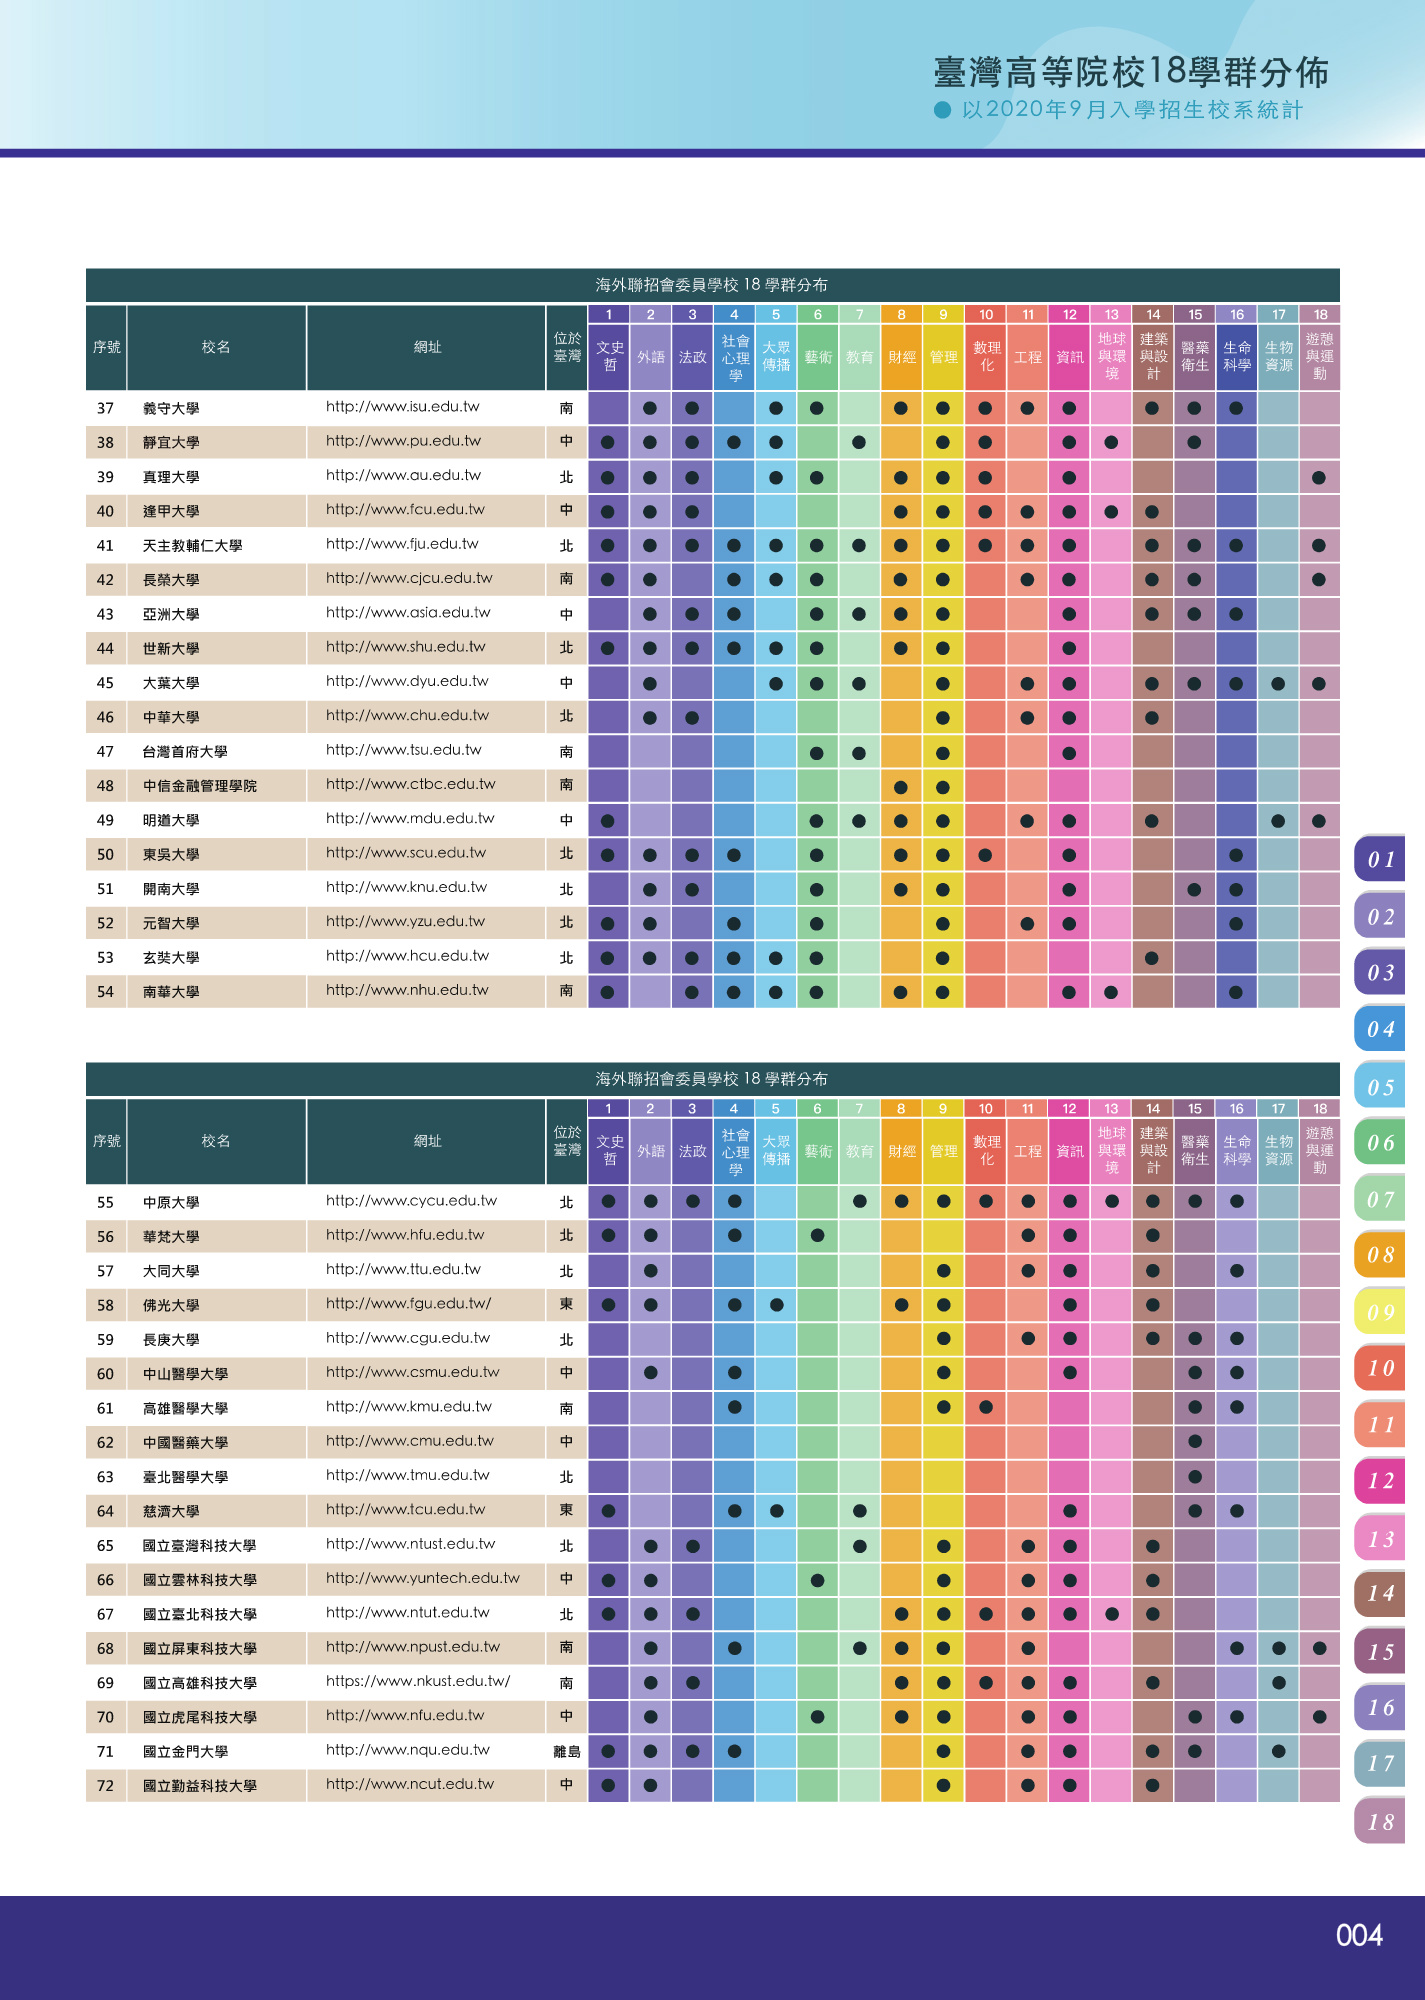 臺灣高等院校18學群分佈
● 以2020年9月入學招生校系統計
海外聯招會委員學校 18 學群分布
序號 校名 網址 位於臺灣 1 文史哲 2 外語 3 法政 4 社會心理學 5 大眾傳播 6 藝術 7 教育 8 財經 9 管理 10 數理化 11 工程 12 資訊 13 地球與環境 14 建築與設計 15 醫藥衛生 16 生命科學 17 生物資源 18 遊憩與運動
37 義守大學 http://www.isu.edu.tw 南 ● ● ● ● ● ● ● ● ● ● ● ●
38 靜宜大學 http://www.pu.edu.tw 中 ● ● ● ● ● ● ● ● ● ● ●
39 真理大學 http://www.au.edu.tw 北 ● ● ● ● ● ● ● ● ● ●
40 逢甲大學 http://www.fcu.edu.tw 中 ● ● ● ● ● ● ● ● ● ●
41 天主教輔仁大學 http://www.fju.edu.tw 北 ● ● ● ● ● ● ● ● ● ● ● ● ● ● ● ●
42 長榮大學 http://www.cjcu.edu.tw 南 ● ● ● ● ● ● ● ● ● ● ● ●
43 亞洲大學 http://www.asia.edu.tw 中 ● ● ● ● ● ● ● ● ● ● ●
44 世新大學 http://www.shu.edu.tw 北 ● ● ● ● ● ● ● ● ●
45 大葉大學 http://www.dyu.edu.tw 中 ● ● ● ● ● ● ● ● ● ● ● ●
46 中華大學 http://www.chu.edu.tw 北 ● ● ● ● ● ●
47 台灣首府大學 http://www.tsu.edu.tw 南 ● ● ● ●
48 中信金融管理學院 http://www.ctbc.edu.tw 南 ● ●
49 明道大學 http://www.mdu.edu.tw 中 ● ● ● ● ● ● ● ● ● ●
50 東吳大學 http://www.scu.edu.tw 北 ● ● ● ● ● ● ● ● ● ●
51 開南大學 http://www.knu.edu.tw 北 ● ● ● ● ● ● ● ●
52 元智大學 http://www.yzu.edu.tw 北 ● ● ● ● ● ● ● ●
53 玄奘大學 http://www.hcu.edu.tw 北 ● ● ● ● ● ● ● ●
54 南華大學 http://www.nhu.edu.tw 南 ● ● ● ● ● ● ● ● ● ●
海外聯招會委員學校 18 學群分布
序號 校名 網址 位於臺灣 1 文史哲 2 外語 3 法政 4 社會心理學 5 大眾傳播 6 藝術 7 教育 8 財經 9 管理 10 數理化 11 工程 12 資訊 13 地球與環境 14 建築與設計 15 醫藥衛生 16 生命科學 17 生物資源 18 遊憩與運動
55 中原大學 http://www.cycu.edu.tw 北 ● ● ● ● ● ● ● ● ● ● ● ● ● ●
56 華梵大學 http://www.hfu.edu.tw 北 ● ● ● ● ● ● ●
57 大同大學 http://www.ttu.edu.tw 北 ● ● ● ● ● ●
58 佛光大學 http://www.fgu.edu.tw/ 東 ● ● ● ● ● ● ● ●
59 長庚大學 http://www.cgu.edu.tw 北 ● ● ● ● ● ●
60 中山醫學大學 http://www.csmu.edu.tw 中 ● ● ● ● ● ●
61 高雄醫學大學 http://www.kmu.edu.tw 南 ● ● ● ● ●
62 中國醫藥大學 http://www.cmu.edu.tw 中 ●
63 臺北醫學大學 http://www.tmu.edu.tw 北 ●
64 慈濟大學 http://www.tcu.edu.tw 東 ● ● ● ● ● ● ●
65 國立臺灣科技大學 http://www.ntust.edu.tw 北 ● ● ● ● ● ● ●
66 國立雲林科技大學 http://www.yuntech.edu.tw 中 ● ● ● ● ● ● ●
67 國立臺北科技大學 http://www.ntut.edu.tw 北 ● ● ● ● ● ● ● ● ● ●
68 國立屏東科技大學 http://www.npust.edu.tw 南 ● ● ● ● ● ● ● ● ●
69 國立高雄科技大學 https://www.nkust.edu.tw/ 南 ● ● ● ● ● ● ● ● ●
70 國立虎尾科技大學 http://www.nfu.edu.tw 中 ● ● ● ● ● ● ● ● ●
71 國立金門大學 http://www.nqu.edu.tw 離島 ● ● ● ● ● ● ● ● ● ●
72 國立勤益科技大學 http://www.ncut.edu.tw 中 ● ● ● ● ● ●
01
02
03
04
05
06
07
08
09
10
11
12
13
14
15
16
17
18
004